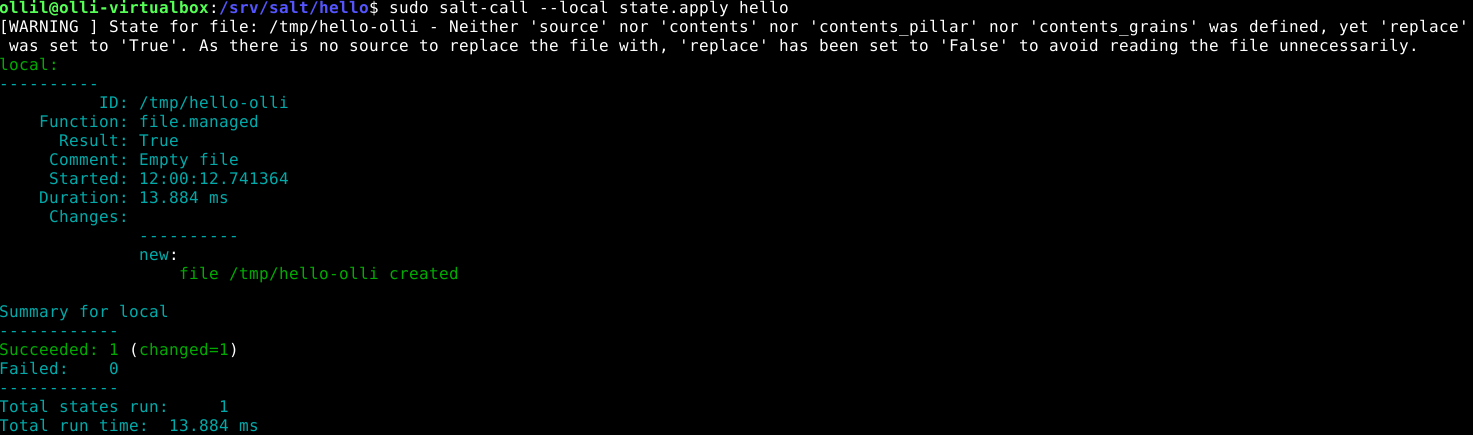 ollil@olli-virtualbox:/srv/salt/hello$ sudo salt-call --local state.apply hello
[WARNING ] State for file: /tmp/hello-olli - Neither 'source' nor 'contents' nor 'contents_pillar' nor 'contents_grains' was defined, yet 'replace'
 was set to 'True'. As there is no source to replace the file with, 'replace' has been set to 'False' to avoid reading the file unnecessarily.
local:
----------
          ID: /tmp/hello-olli
    Function: file.managed
      Result: True
     Comment: Empty file
     Started: 12:00:12.741364
    Duration: 13.884 ms
     Changes:
              ----------
              new:
                  file /tmp/hello-olli created

Summary for local
------------
Succeeded: 1 (changed=1)
Failed:    0
------------
Total states run:     1
Total run time:  13.884 ms